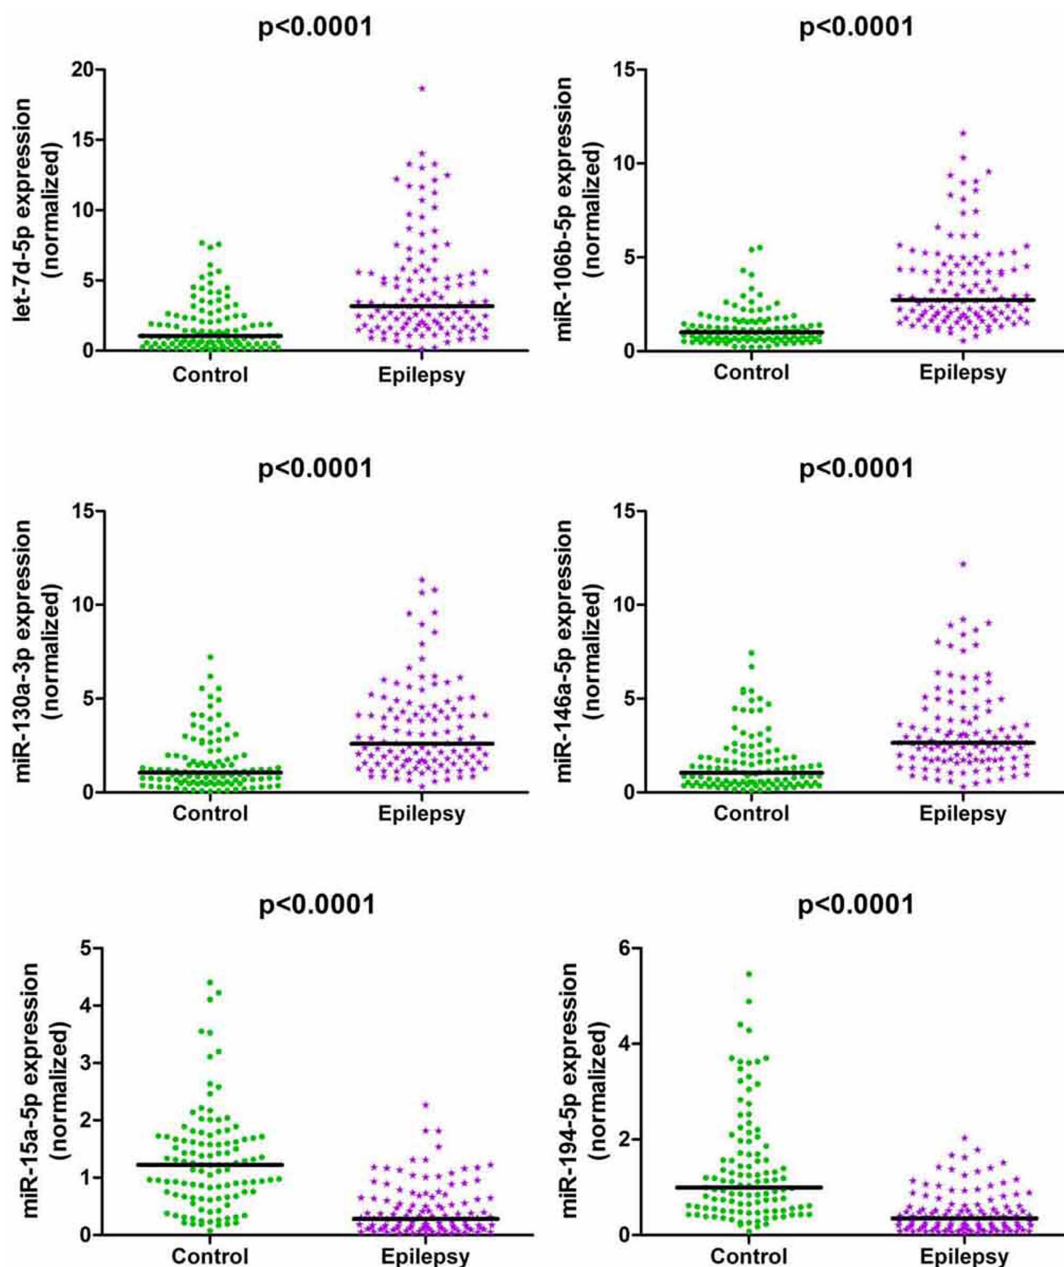 p<0.0001
let-7d-5p expression
(normalized)
20
15
10
5
0
Control
Epilepsy
p<0.0001
miR-106b-5p expression
(normalized)
15
10
5
0
Control
Epilepsy
p<0.0001
miR-130a-3p expression
(normalized)
15
10
5
0
Control
Epilepsy
p<0.0001
miR-146a-5p expression
(normalized)
15
10
5
0
Control
Epilepsy
p<0.0001
miR-15a-5p expression
(normalized)
5
4
3
2
1
0
Control
Epilepsy
p<0.0001
miR-194-5p expression
(normalized)
6
4
2
0
Control
Epilepsy